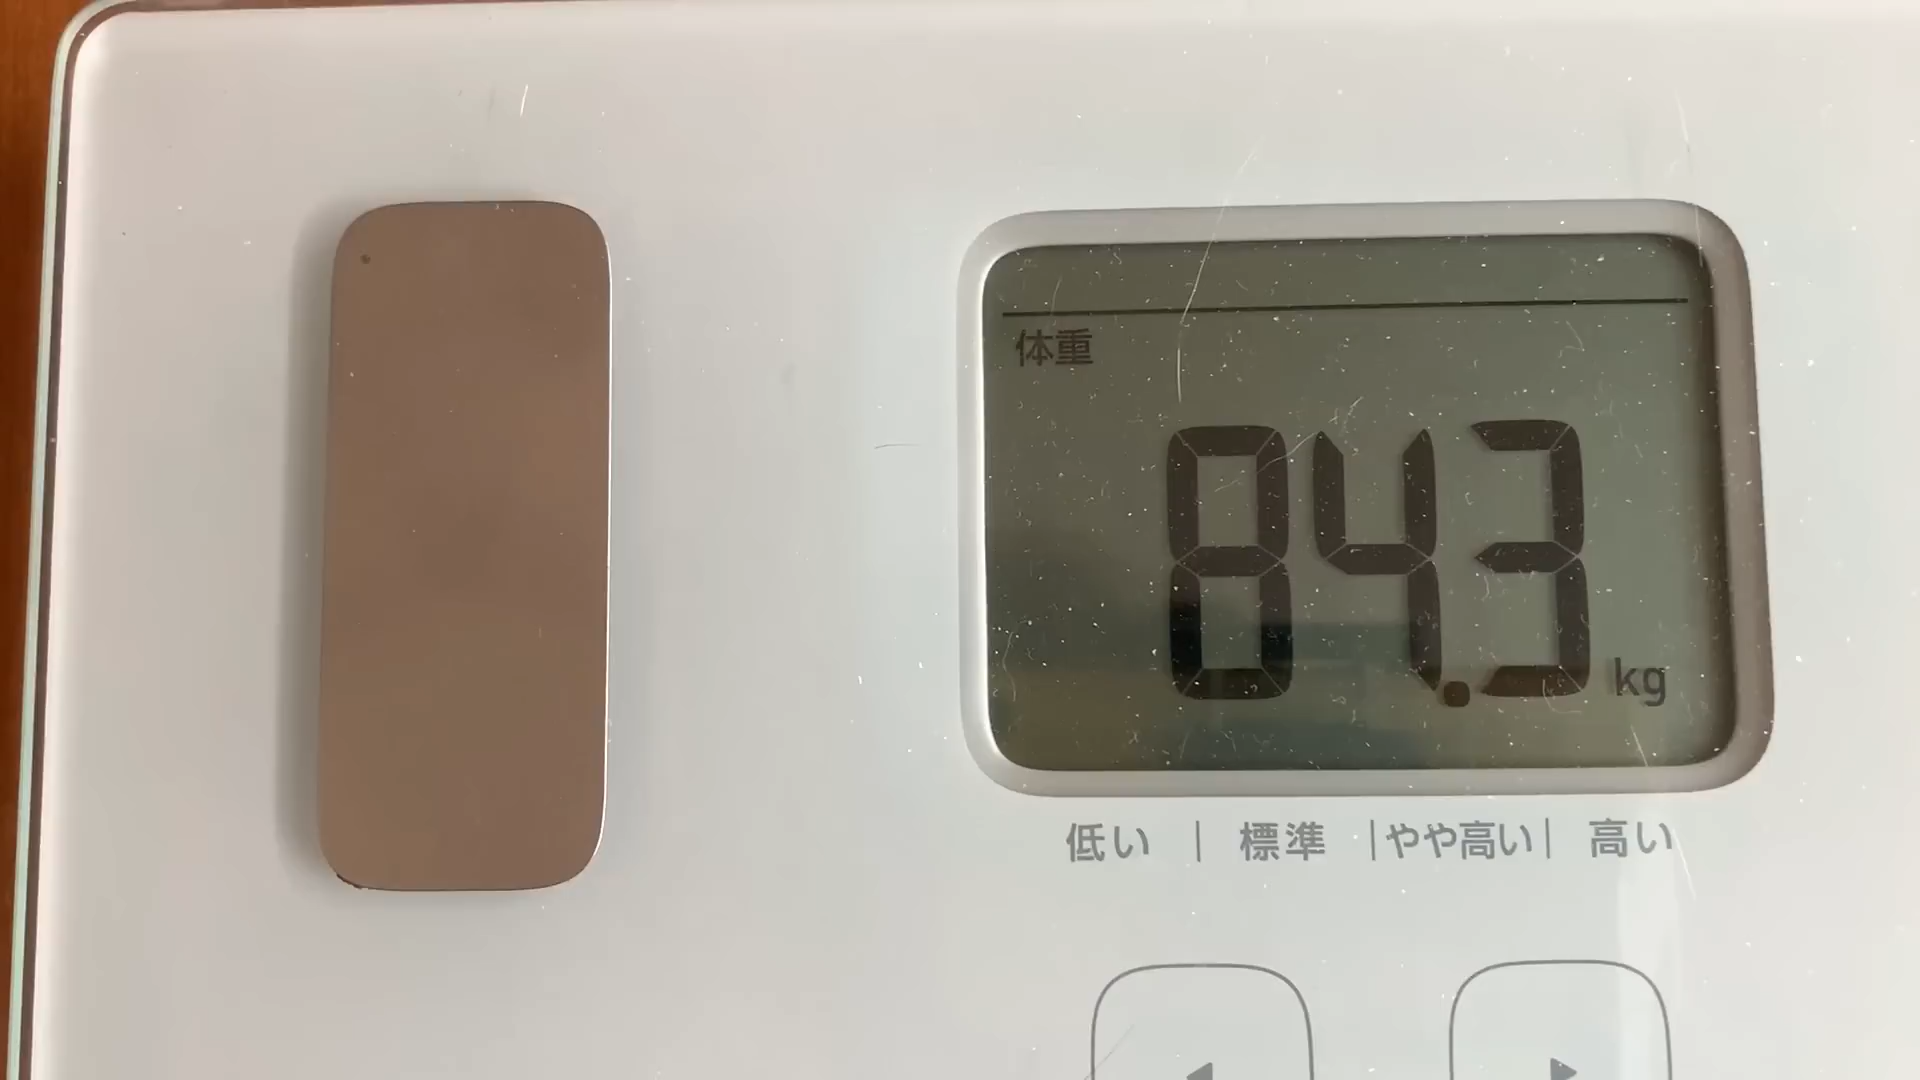 体重
84.3 kg
低い | 標準 | やや高い | 高い